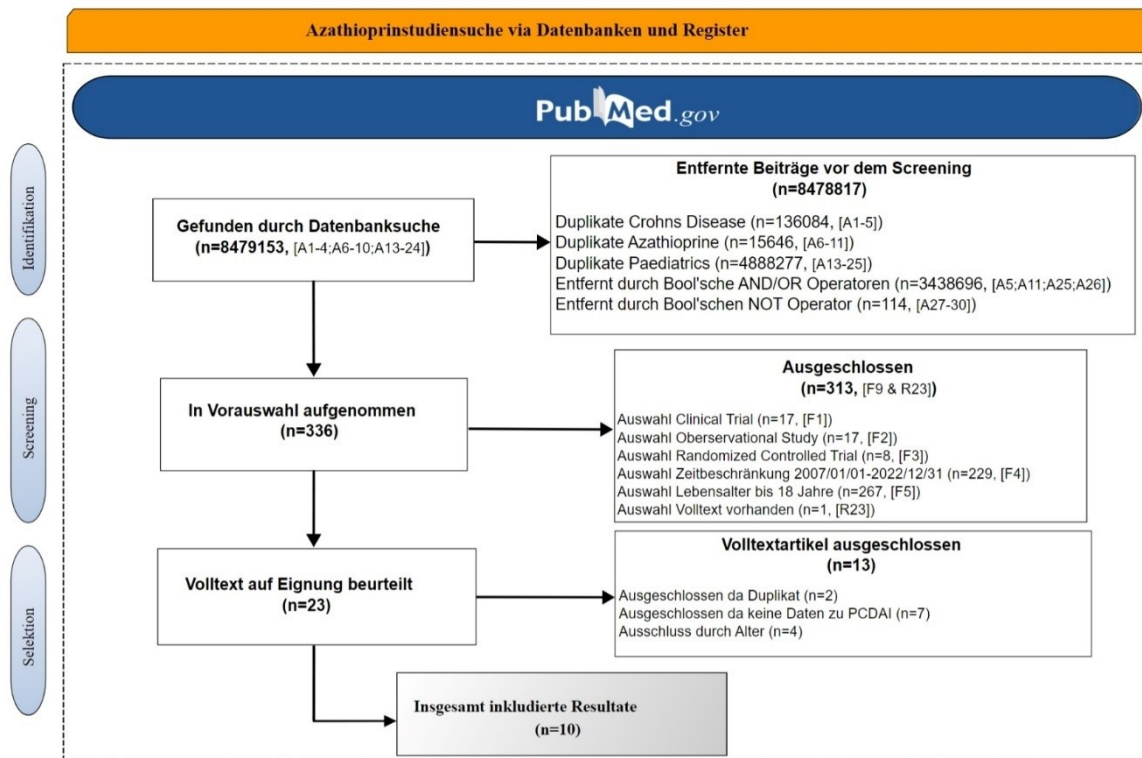 Azathioprinstudiensuche via Datenbanken und Register
PubMed.gov
Identifikation
Gefunden durch Datenbanksuche
(n=8479153, [A1-4;A6-10;A13-24])
Entfernte Beiträge vor dem Screening
(n=8478817)
Duplikate Crohns Disease (n=136084, [A1-5])
Duplikate Azathioprine (n=15646, [A6-11])
Duplikate Paediatrics (n=4888277, [A13-25])
Entfernt durch Bool'sche AND/OR Operatoren (n=3438696, [A5;A11;A25;A26])
Entfernt durch Bool'schen NOT Operator (n=114, [A27-30])
Screening
In Vorauswahl aufgenommen
(n=336)
Ausgeschlossen
(n=313, [F9 & R23])
Auswahl Clinical Trial (n=17, [F1])
Auswahl Oberservational Study (n=17, [F2])
Auswahl Randomized Controlled Trial (n=8, [F3])
Auswahl Zeitbeschränkung 2007/01/01-2022/12/31 (n=229, [F4])
Auswahl Lebensalter bis 18 Jahre (n=267, [F5])
Auswahl Volltext vorhanden (n=1, [R23])
Selektion
Volltext auf Eignung beurteilt
(n=23)
Volltextartikel ausgeschlossen
(n=13)
Ausgeschlossen da Duplikat (n=2)
Ausgeschlossen da keine Daten zu PCDAI (n=7)
Ausschluss durch Alter (n=4)
Insgesamt inkludierte Resultate
(n=10)